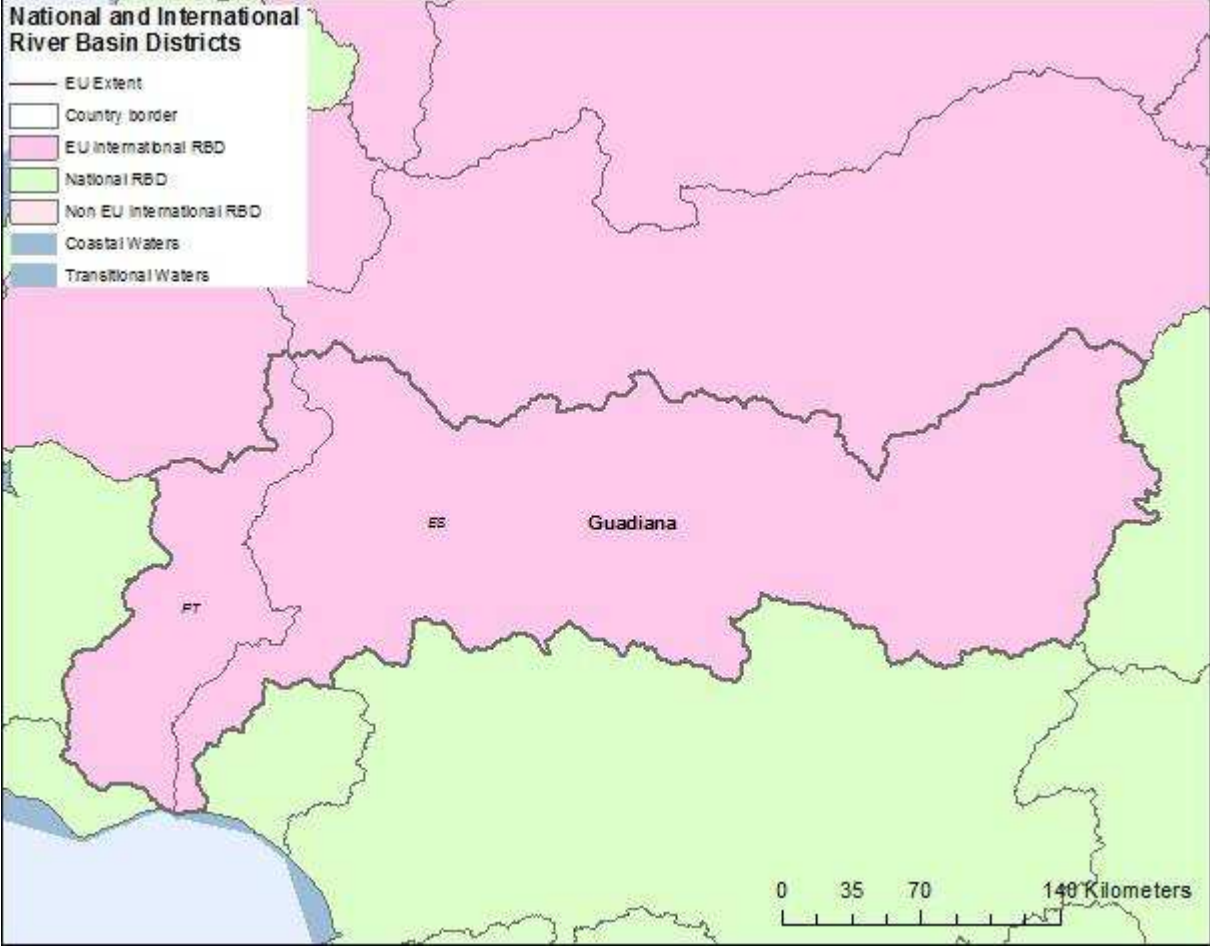 National and International
River Basin Districts
EU Extent
Country border
EU International RBD
National RBD
Non EU International RBD
Coastal Waters
Transitional Waters
ES
Guadiana
PT
0 35 70 140 Kilometers